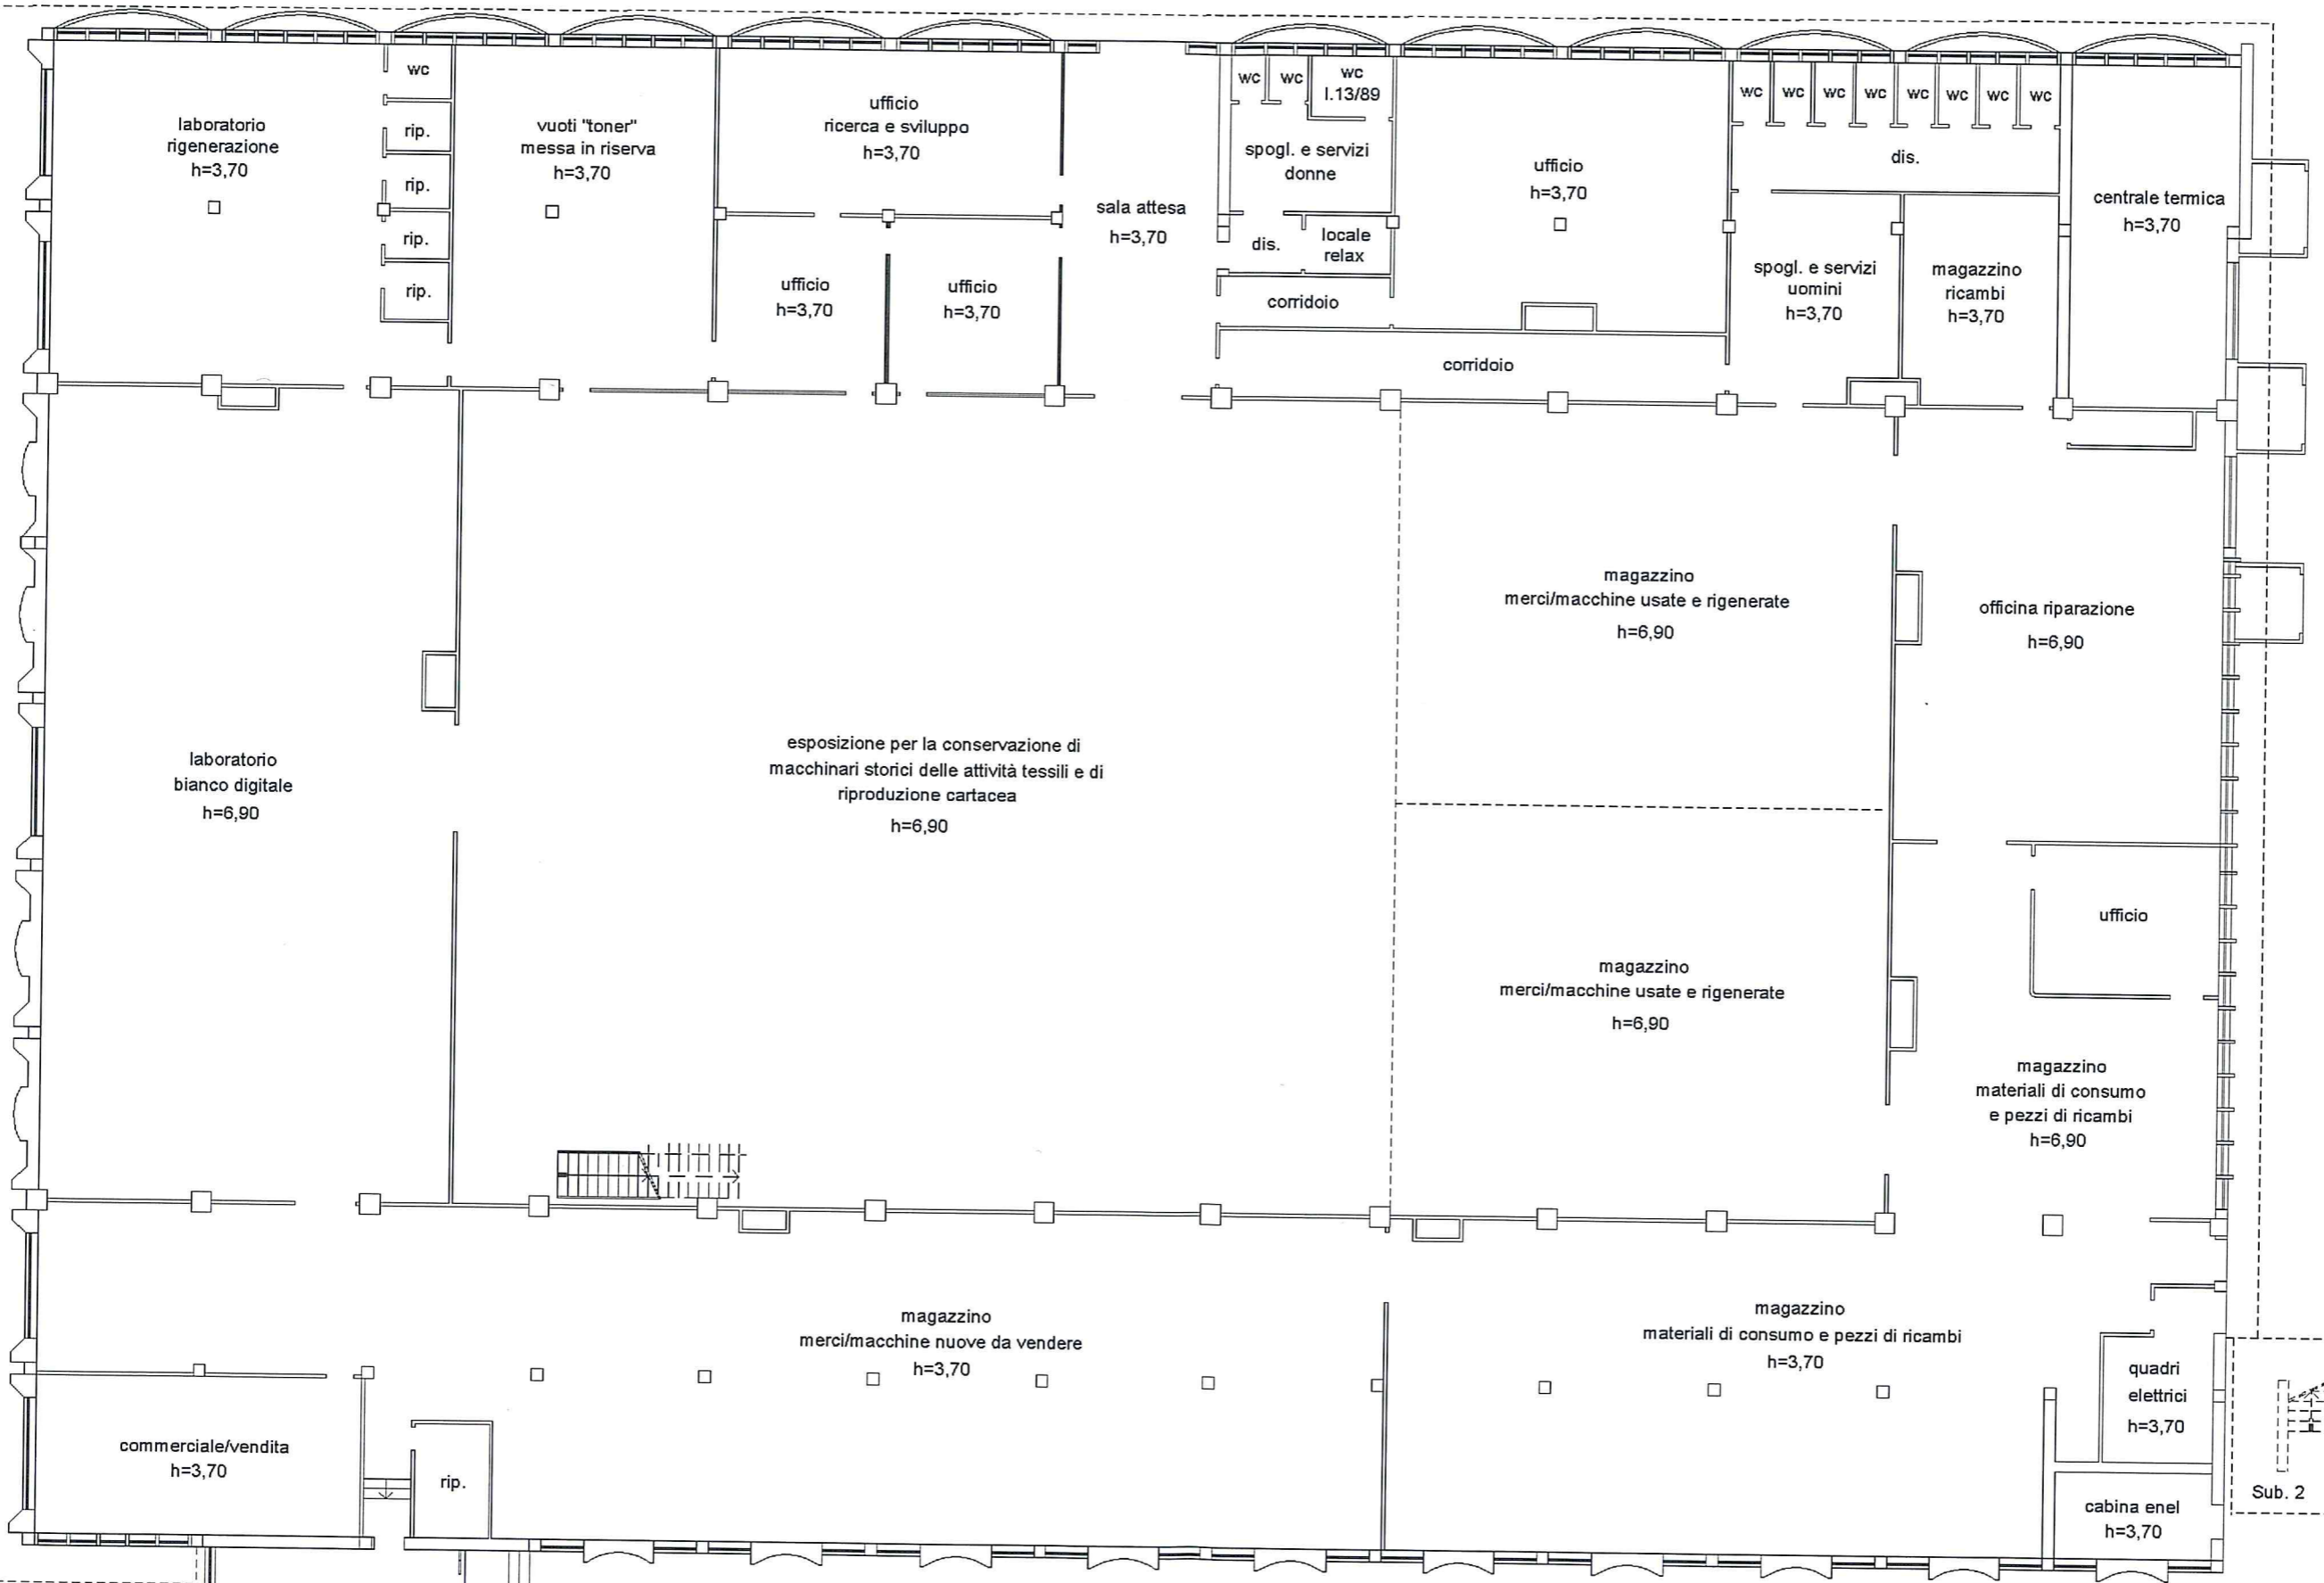 laboratorio
rigenerazione
h=3,70
wc
rip.
rip.
rip.
rip.
vuoti "toner"
messa in riserva
h=3,70
ufficio
ricerca e sviluppo
h=3,70
ufficio
h=3,70
ufficio
h=3,70
sala attesa
h=3,70
wc
wc
wc
l.13/89
spogl. e servizi
donne
dis.
locale
relax
corridoio
corridoio
ufficio
h=3,70
wc
wc
wc
wc
wc
wc
wc
wc
dis.
spogl. e servizi
uomini
h=3,70
magazzino
ricambi
h=3,70
centrale termica
h=3,70
laboratorio
bianco digitale
h=6,90
esposizione per la conservazione di
macchinari storici delle attività tessili e di
riproduzione cartacea
h=6,90
magazzino
merci/macchine usate e rigenerate
h=6,90
officina riparazione
h=6,90
ufficio
magazzino
merci/macchine usate e rigenerate
h=6,90
magazzino
materiali di consumo
e pezzi di ricambi
h=6,90
magazzino
merci/macchine nuove da vendere
h=3,70
magazzino
materiali di consumo e pezzi di ricambi
h=3,70
quadri
elettrici
h=3,70
commerciale/vendita
h=3,70
rip.
cabina enel
h=3,70
Sub. 2